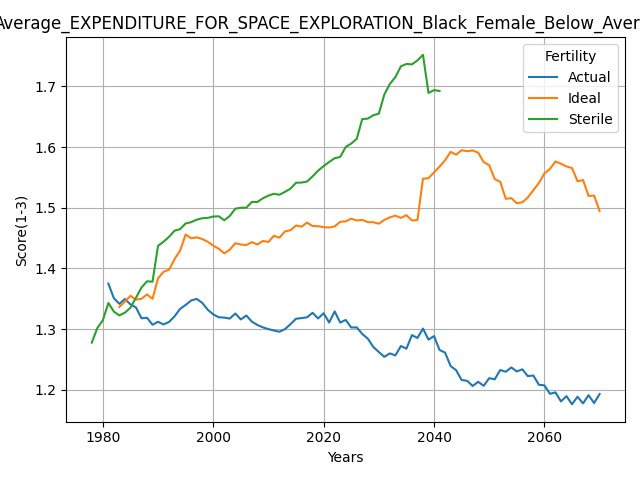 Average_EXPENDITURE_FOR_SPACE_EXPLORATION_Black_Female_Below_Aver
Fertility
Actual
Ideal
Sterile
Score(1-3)
1.7
1.6
1.5
1.4
1.3
1.2
1980
2000
2020
2040
2060
Years